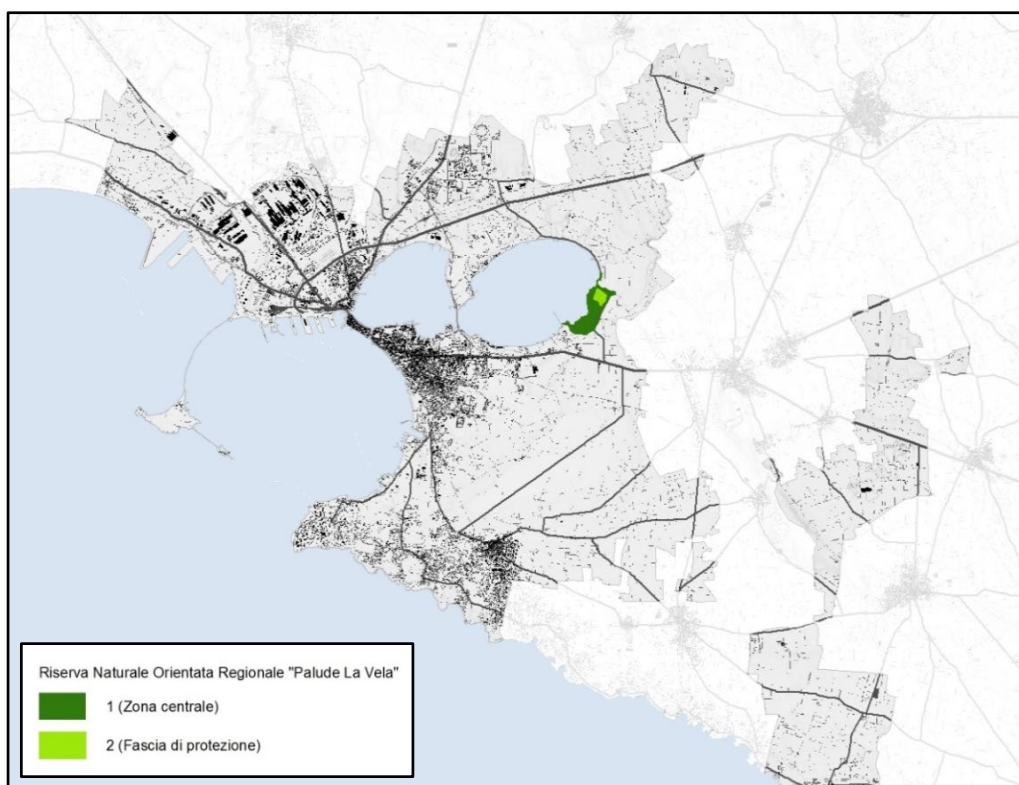 Riserva Naturale Orientata Regionale "Palude La Vela"
1 (Zona centrale)
2 (Fascia di protezione)